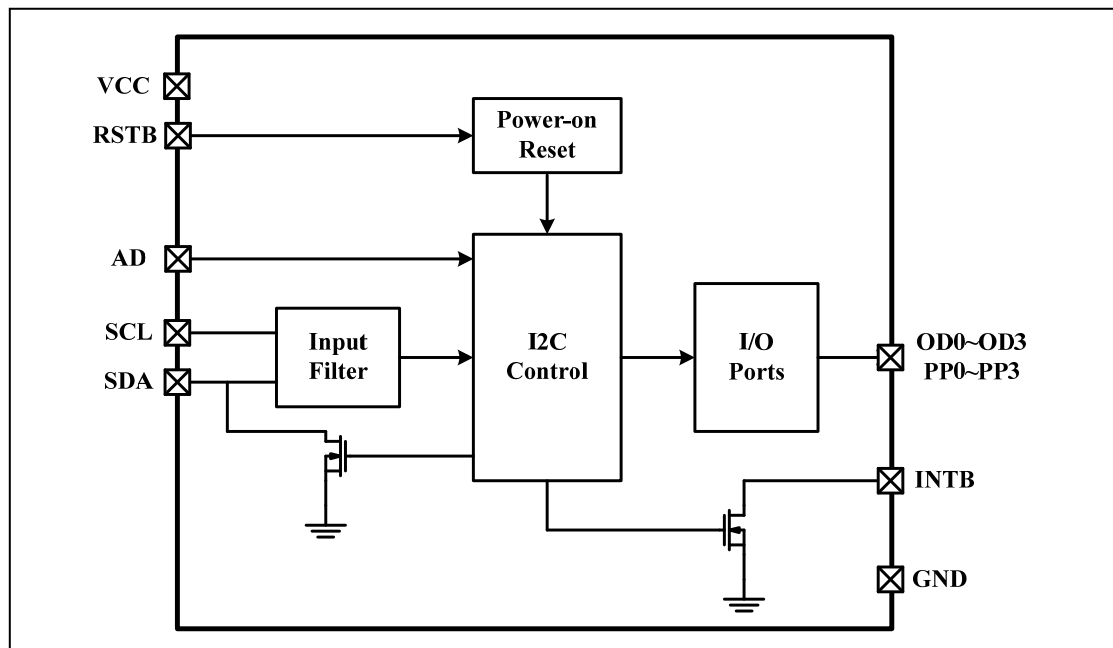 VCC
RSTB
Power-on
Reset
AD
SCL
SDA
Input
Filter
I2C
Control
I/O
Ports
OD0~OD3
PP0~PP3
INTB
GND